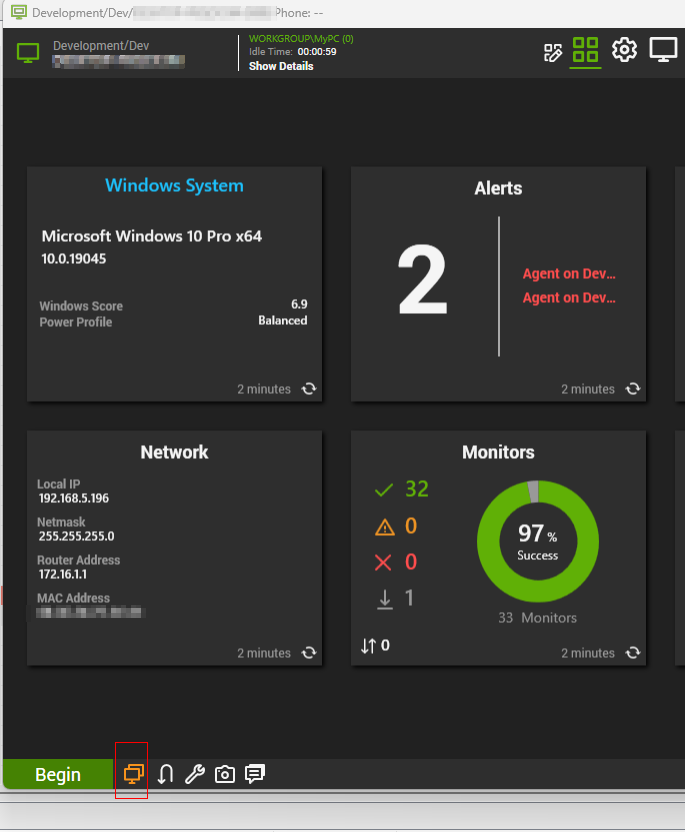 Development/Dev/ Phone: --
Development/Dev
WORKGROUP\MyPC (0)
Idle Time: 00:00:59
Show Details
Windows System
Microsoft Windows 10 Pro x64
10.0.19045
Windows Score 6.9
Power Profile Balanced
2 minutes
Alerts
2
Agent on Dev...
Agent on Dev...
2 minutes
Network
Local IP
192.168.5.196
Netmask
255.255.255.0
Router Address
172.16.1.1
MAC Address
2 minutes
Monitors
32
0
0
1
0
97 %
Success
33 Monitors
2 minutes
Begin